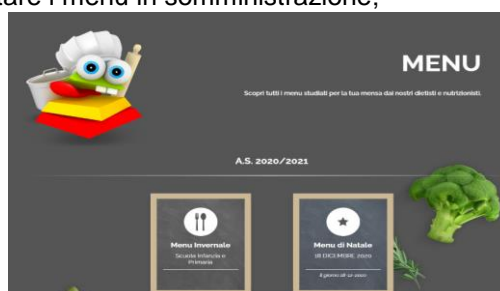 tare i menu in somministrazione;
MENU
Scopri tutti i menu studiati per la tua mensa dai nostri dietisti e nutrizionisti.
A.S. 2020/2021
Menu Invernale
Scuola Infanzia e
Primaria
Menu di Natale
18 DICEMBRE 2020